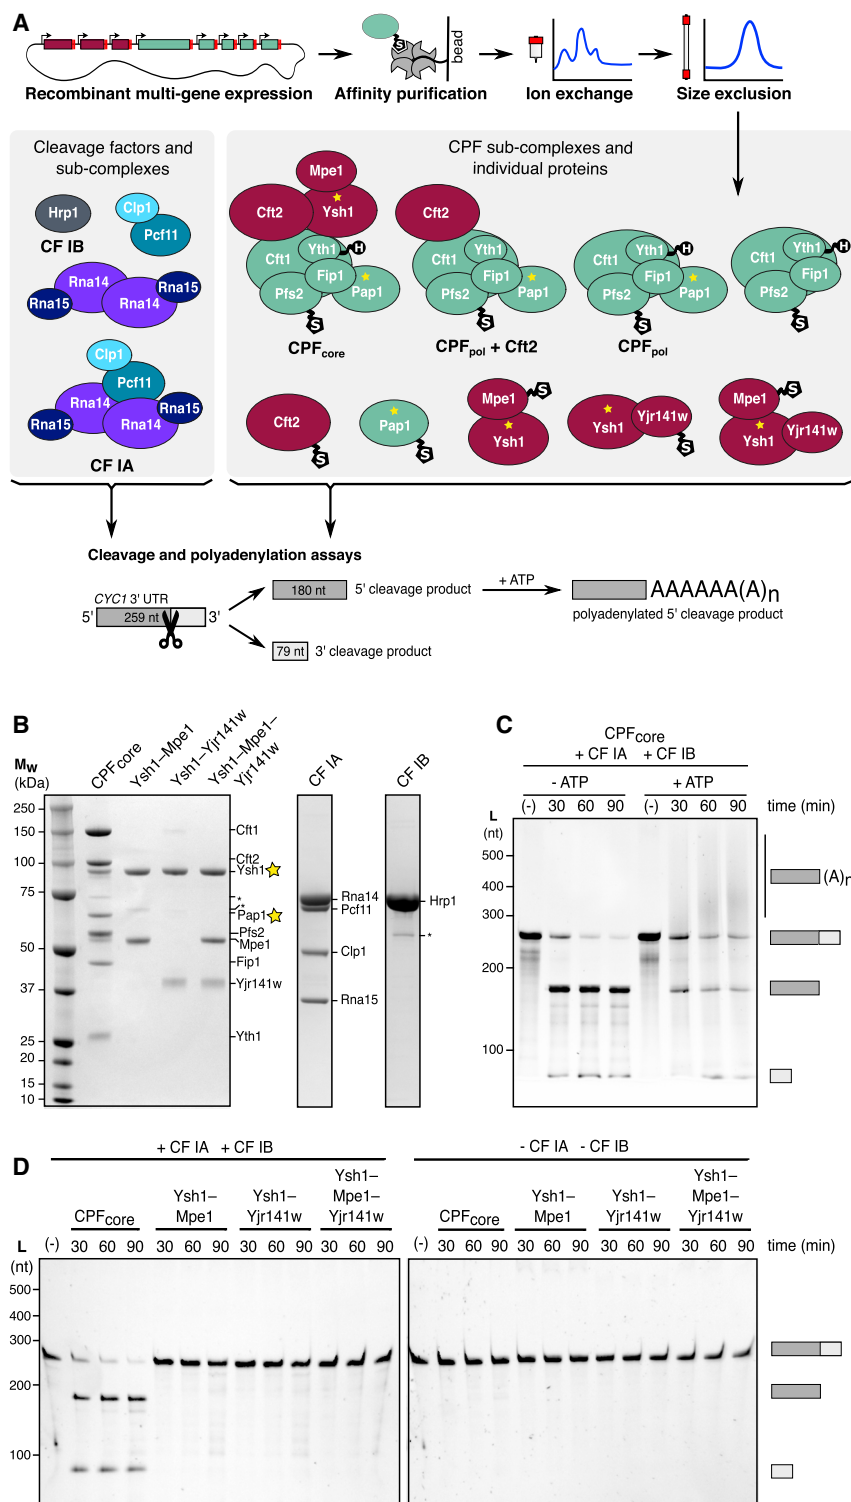 A
S
bead
Recombinant multi-gene expression
Affinity purification
Ion exchange
Size exclusion
Cleavage factors and
sub-complexes
CPF sub-complexes and
individual proteins
Hrp1
CF IB
Clp1
Pcf11
Rna14
Rna15
Rna15
Rna14
Clp1
Pcf11
Rna14
Rna15
Rna15
Rna14
CF IA
Mpe1
Cft2
Ysh1
Cft1
Yth1
H
Fip1
Pfs2
Pap1
S
CPFcore
Cft2
Cft1
Yth1
Fip1
Pfs2
Pap1
S
CPFpol + Cft2
Cft1
Yth1
H
Fip1
Pfs2
Pap1
S
CPFpol
Cft1
Yth1
H
Fip1
Pfs2
S
Cft2
S
Pap1
S
Mpe1
S
Ysh1
Ysh1
Yjr141w
S
Mpe1
S
Ysh1
Yjr141w
Cleavage and polyadenylation assays
CYC1 3' UTR
5'
259 nt
3'
180 nt
5' cleavage product
+ ATP
AAAAAA(A)n
polyadenylated 5' cleavage product
79 nt
3' cleavage product
B
MW
(kDa)
CPFcore
Ysh1–Mpe1
Ysh1–Yjr141w
Ysh1–Mpe1–
Yjr141w
CF IA
CF IB
250
150
100
75
50
37
25
20
15
10
Cft1
Cft2
Ysh1
*
*
Pap1
Pfs2
Mpe1
Fip1
Yjr141w
Yth1
Rna14
Pcf11
Clp1
Rna15
Hrp1
*
C
CPFcore
+ CF IA + CF IB
- ATP
+ ATP
L
(nt)
(-) 30 60 90 (-) 30 60 90 time (min)
500
400
300
200
100
(A)n
D
+ CF IA + CF IB
- CF IA - CF IB
CPFcore
Ysh1–
Mpe1
Ysh1–
Yjr141w
Ysh1–
Mpe1–
Yjr141w
CPFcore
Ysh1–
Mpe1
Ysh1–
Yjr141w
Ysh1–
Mpe1–
Yjr141w
L
(nt)
(-) 30 60 90 30 60 90 30 60 90 30 60 90
(-) 30 60 90 30 60 90 30 60 90 30 60 90 time (min)
500
400
300
200
100